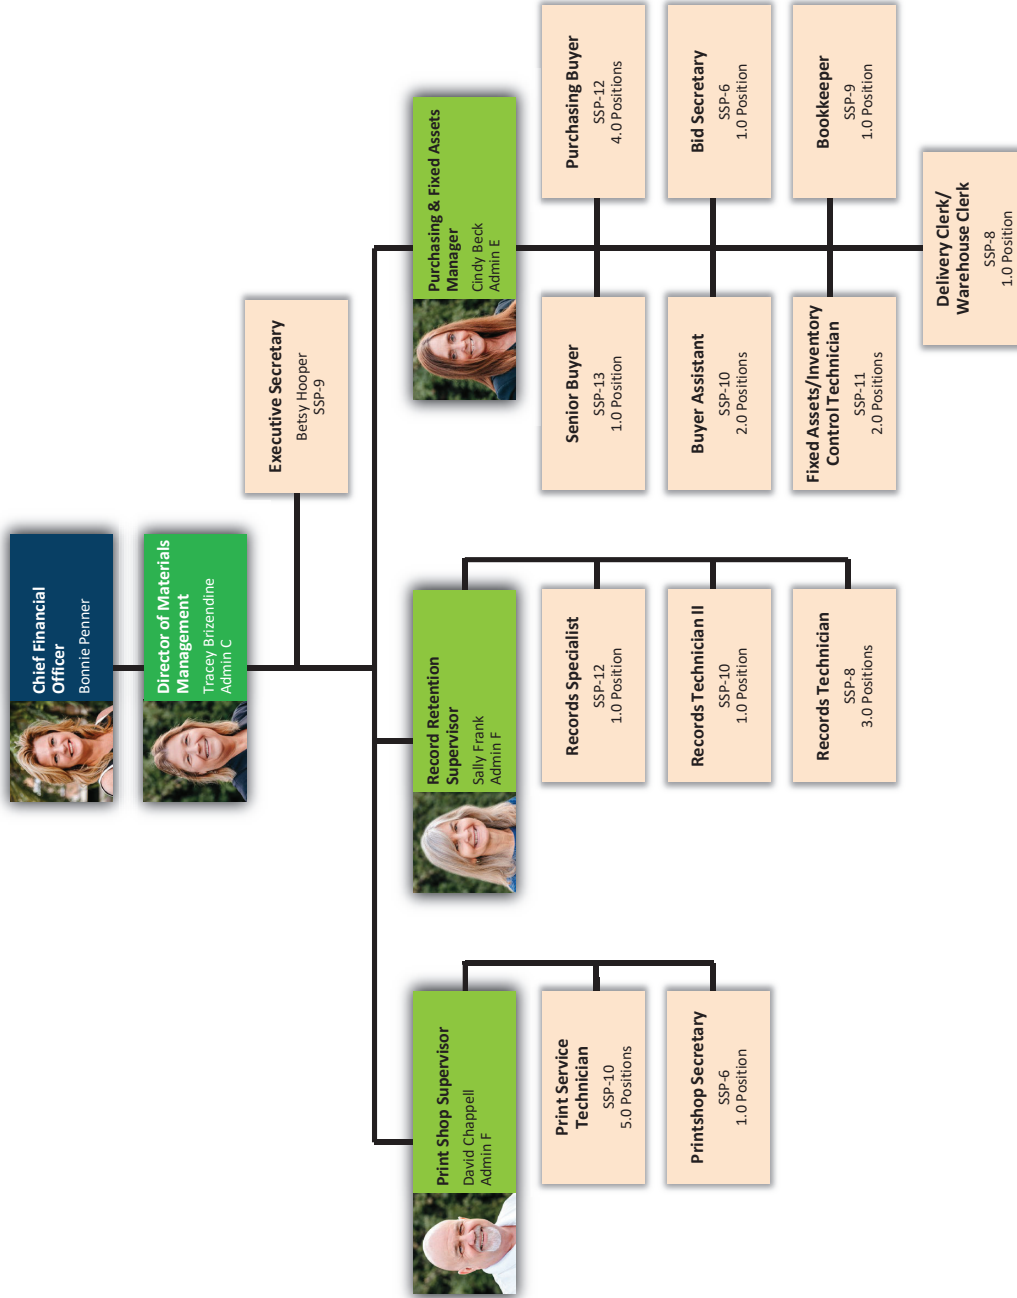 Chief Financial
Officer
Bonnie Penner
Director of Materials
Management
Tracey Brizendine
Admin C
Executive Secretary
Betsy Hooper
SSP-9
Print Shop Supervisor
David Chappell
Admin F
Print Service
Technician
SSP-10
5.0 Positions
Printshop Secretary
SSP-6
1.0 Position
Record Retention
Supervisor
Sally Frank
Admin F
Records Specialist
SSP-12
1.0 Position
Records Technician II
SSP-10
1.0 Position
Records Technician
SSP-8
3.0 Positions
Purchasing & Fixed Assets
Manager
Cindy Beck
Admin E
Senior Buyer
SSP-13
1.0 Position
Purchasing Buyer
SSP-12
4.0 Positions
Buyer Assistant
SSP-10
2.0 Positions
Bid Secretary
SSP-6
1.0 Position
Fixed Assets/Inventory
Control Technician
SSP-11
2.0 Positions
Bookkeeper
SSP-9
1.0 Position
Delivery Clerk/
Warehouse Clerk
SSP-8
1.0 Position